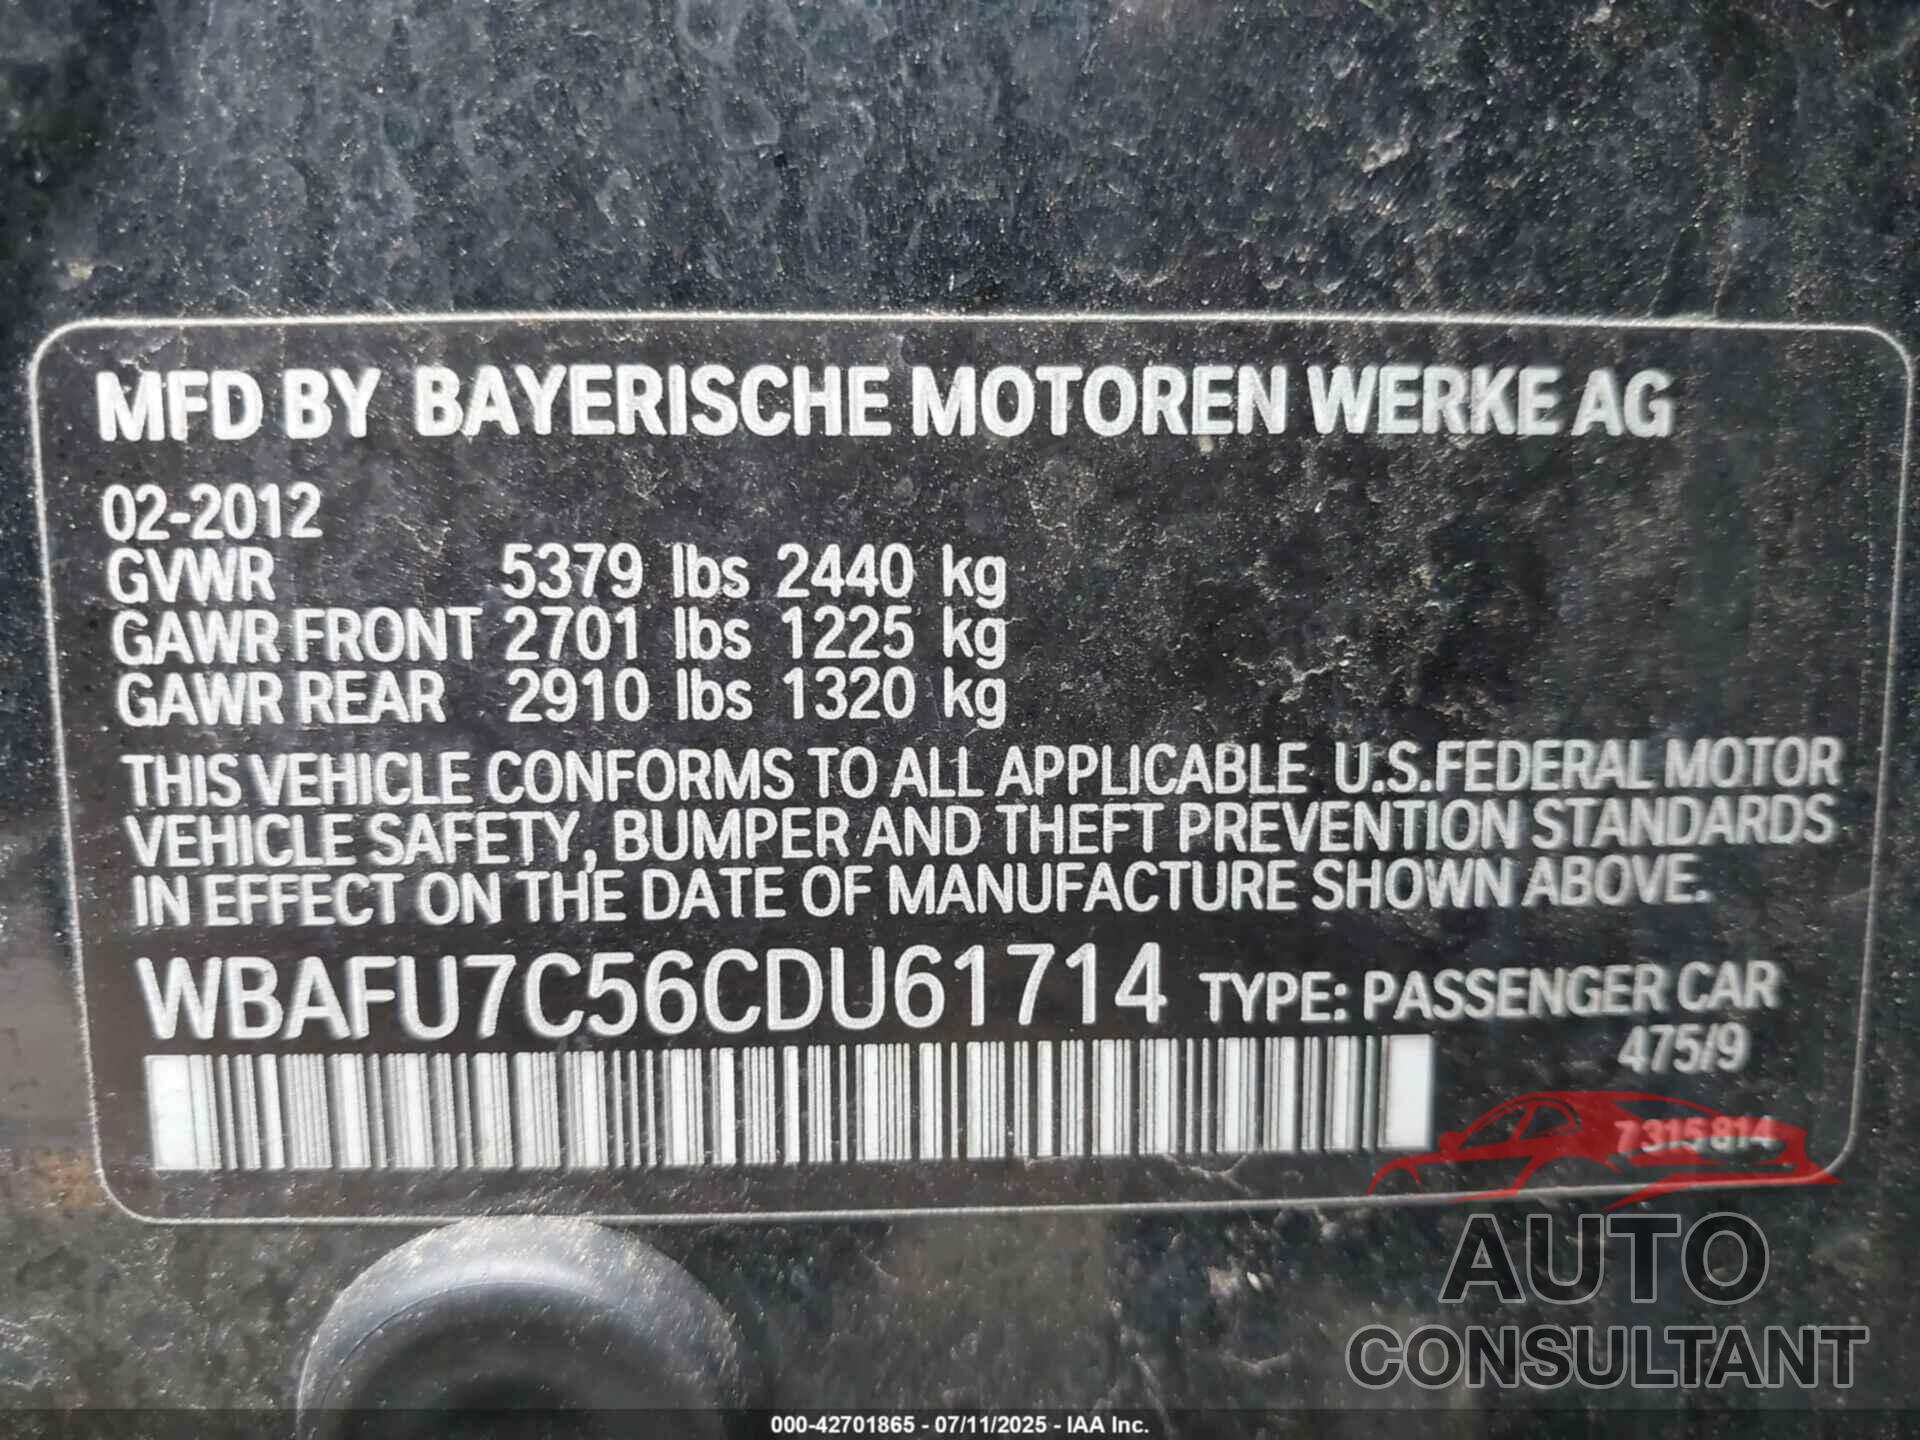 MFD BY BAYERISCHE MOTOREN WERKE AG
02-2012
GVWR 5379 lbs 2440 kg
GAWR FRONT 2701 lbs 1225 kg
GAWR REAR 2910 lbs 1320 kg
THIS VEHICLE CONFORMS TO ALL APPLICABLE U.S.FEDERAL MOTOR
VEHICLE SAFETY, BUMPER AND THEFT PREVENTION STANDARDS
IN EFFECT ON THE DATE OF MANUFACTURE SHOWN ABOVE.
WBAFU7C56CDU61714 TYPE: PASSENGER CAR
475/9
7315814
AUTO
CONSULTANT
000-42701865 - 07/11/2025 - IAA Inc.